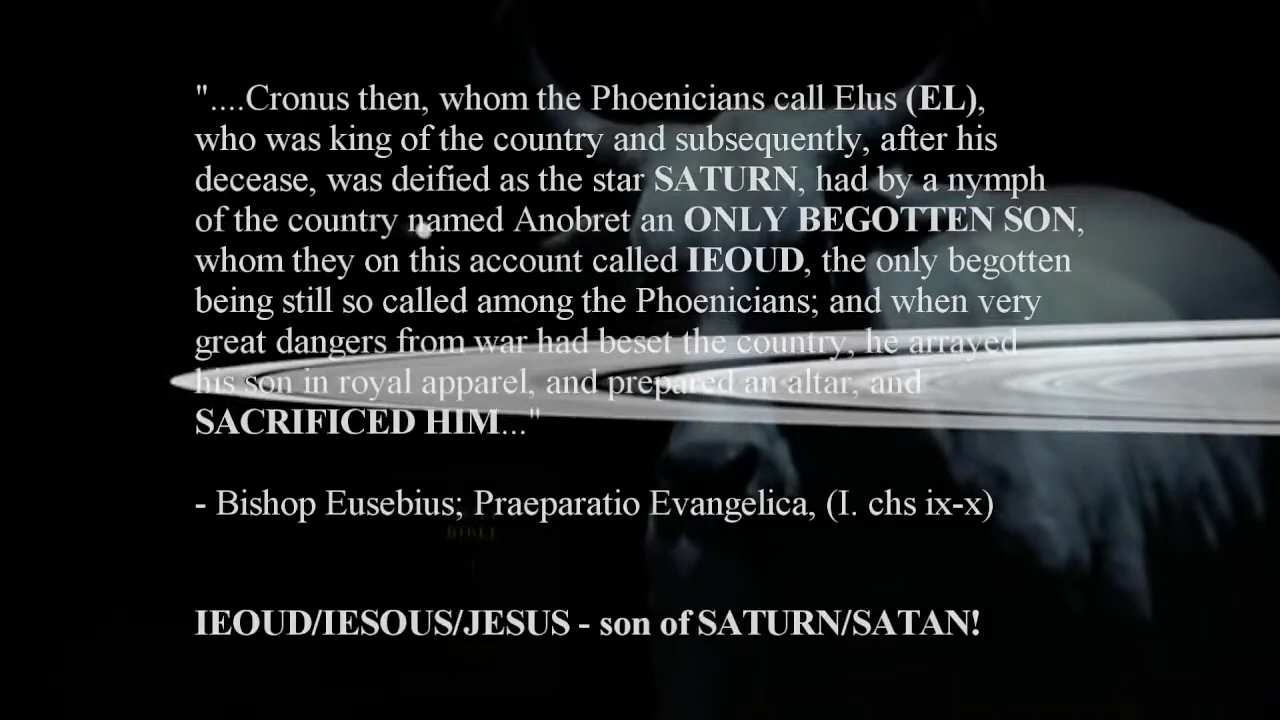 "....Cronus then, whom the Phoenicians call Elus (EL),
who was king of the country and subsequently, after his
decease, was deified as the star SATURN, had by a nymph
of the country named Anobret an ONLY BEGOTTEN SON,
whom they on this account called IEOUD, the only begotten
being still so called among the Phoenicians; and when very
great dangers from war had beset the country, he arrayed
his son in royal apparel, and prepared an altar, and
SACRIFICED HIM..."
- Bishop Eusebius; Praeparatio Evangelica, (I. chs ix-x)
BIBLE
IEOUD/IESOUS/JESUS - son of SATURN/SATAN!